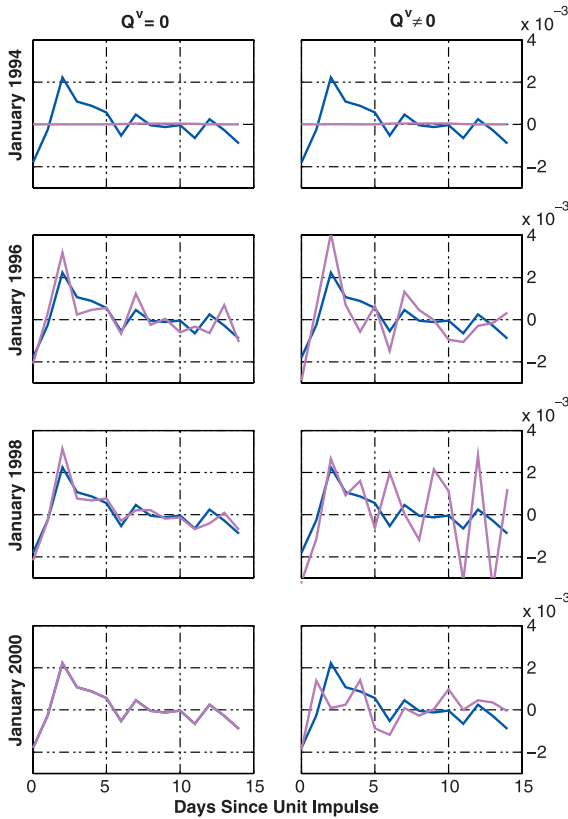 Q^v = 0
Q^v ≠ 0
x 10^−3
January 1994
4
2
0
−2
x 10^−3
January 1996
4
2
0
−2
x 10^−3
January 1998
4
2
0
−2
x 10^−3
January 2000
4
2
0
−2
0 5 10 15
0 5 10 15
Days Since Unit Impulse